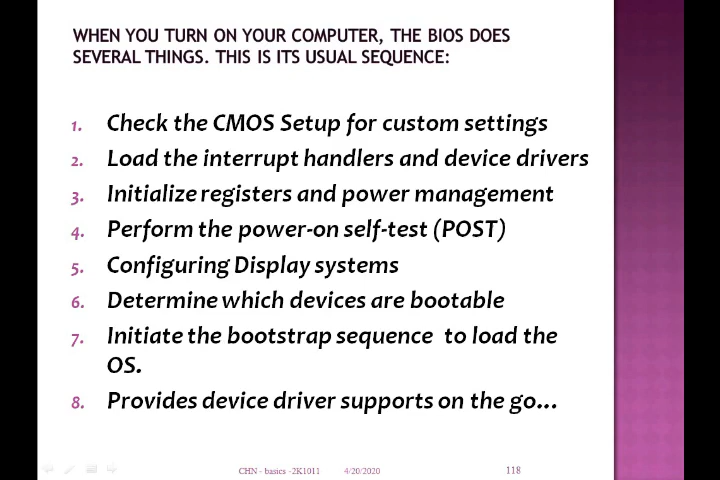 WHEN YOU TURN ON YOUR COMPUTER, THE BIOS DOES
SEVERAL THINGS. THIS IS ITS USUAL SEQUENCE:
1. Check the CMOS Setup for custom settings
2. Load the interrupt handlers and device drivers
3. Initialize registers and power management
4. Perform the power-on self-test (POST)
5. Configuring Display systems
6. Determine which devices are bootable
7. Initiate the bootstrap sequence to load the
OS.
8. Provides device driver supports on the go...
CHN - basics -2K1011 4/20/2020 118